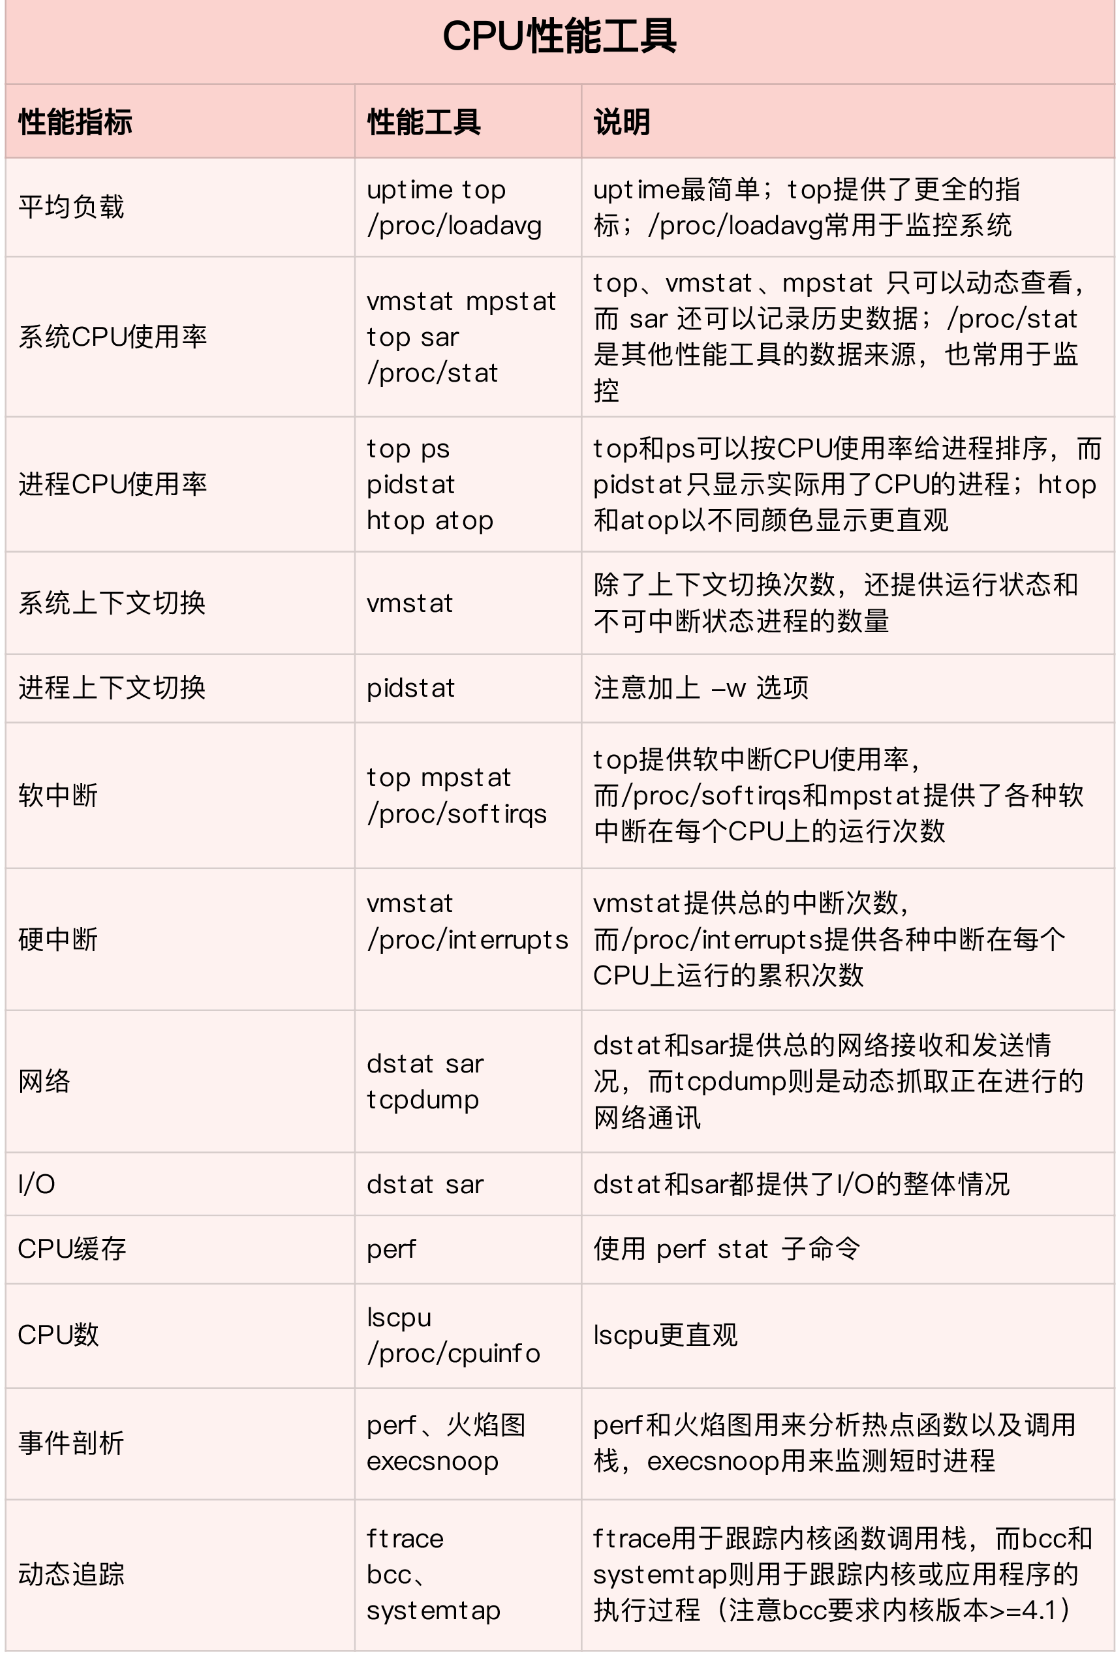 CPU性能工具
性能指标
性能工具
说明
平均负载
uptime top
/proc/loadavg
uptime最简单；top提供了更全的指
标；/proc/loadavg常用于监控系统
系统CPU使用率
vmstat mpstat
top sar
/proc/stat
top、vmstat、mpstat 只可以动态查看，
而 sar 还可以记录历史数据；/proc/stat
是其他性能工具的数据来源，也常用于监
控
进程CPU使用率
top ps
pidstat
htop atop
top和ps可以按CPU使用率给进程排序，而
pidstat只显示实际用了CPU的进程；htop
和atop以不同颜色显示更直观
系统上下文切换
vmstat
除了上下文切换次数，还提供运行状态和
不可中断状态进程的数量
进程上下文切换
pidstat
注意加上 –w 选项
软中断
top mpstat
/proc/softirqs
top提供软中断CPU使用率，
而/proc/softirqs和mpstat提供了各种软
中断在每个CPU上的运行次数
硬中断
vmstat
/proc/interrupts
vmstat提供总的中断次数，
而/proc/interrupts提供各种中断在每个
CPU上运行的累积次数
网络
dstat sar
tcpdump
dstat和sar提供总的网络接收和发送情
况，而tcpdump则是动态抓取正在进行的
网络通讯
I/O
dstat sar
dstat和sar都提供了I/O的整体情况
CPU缓存
perf
使用 perf stat 子命令
CPU数
lscpu
/proc/cpuinfo
lscpu更直观
事件剖析
perf、火焰图
execsnoop
perf和火焰图用来分析热点函数以及调用
栈，execsnoop用来监测短时进程
动态追踪
ftrace
bcc、
systemtap
ftrace用于跟踪内核函数调用栈，而bcc和
systemtap则用于跟踪内核或应用程序的
执行过程（注意bcc要求内核版本>=4.1）